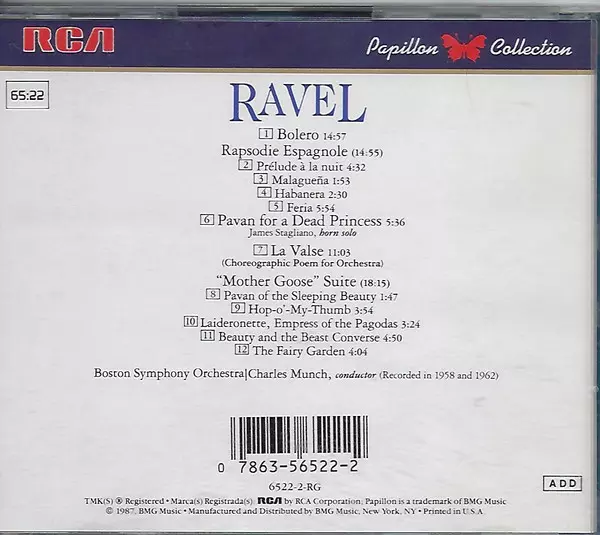 RCA
Papillon Collection
65:22
RAVEL
1 Bolero 14:57
Rapsodie Espagnole (14:55)
2 Prélude à la nuit 4:32
3 Malagueña 1:53
4 Habanera 2:30
5 Feria 5:54
6 Pavan for a Dead Princess 5:36
James Stagliano, horn solo
7 La Valse 11:03
(Choreographic Poem for Orchestra)
“Mother Goose” Suite (18:15)
8 Pavan of the Sleeping Beauty 1:47
9 Hop-o'-My-Thumb 3:54
10 Laideronette, Empress of the Pagodas 3:24
11 Beauty and the Beast Converse 4:50
12 The Fairy Garden 4:04
Boston Symphony Orchestra|Charles Munch, conductor (Recorded in 1958 and 1962)
0 7863-56522-2
6522-2-RG
ADD
TMK(S) ® Registered • Marca(s) Registrada(s) RCA by RCA Corporation; Papillon is a trademark of BMG Music
© 1987, BMG Music • Manufactured and Distributed by BMG Music, New York, NY • Printed in U.S.A.